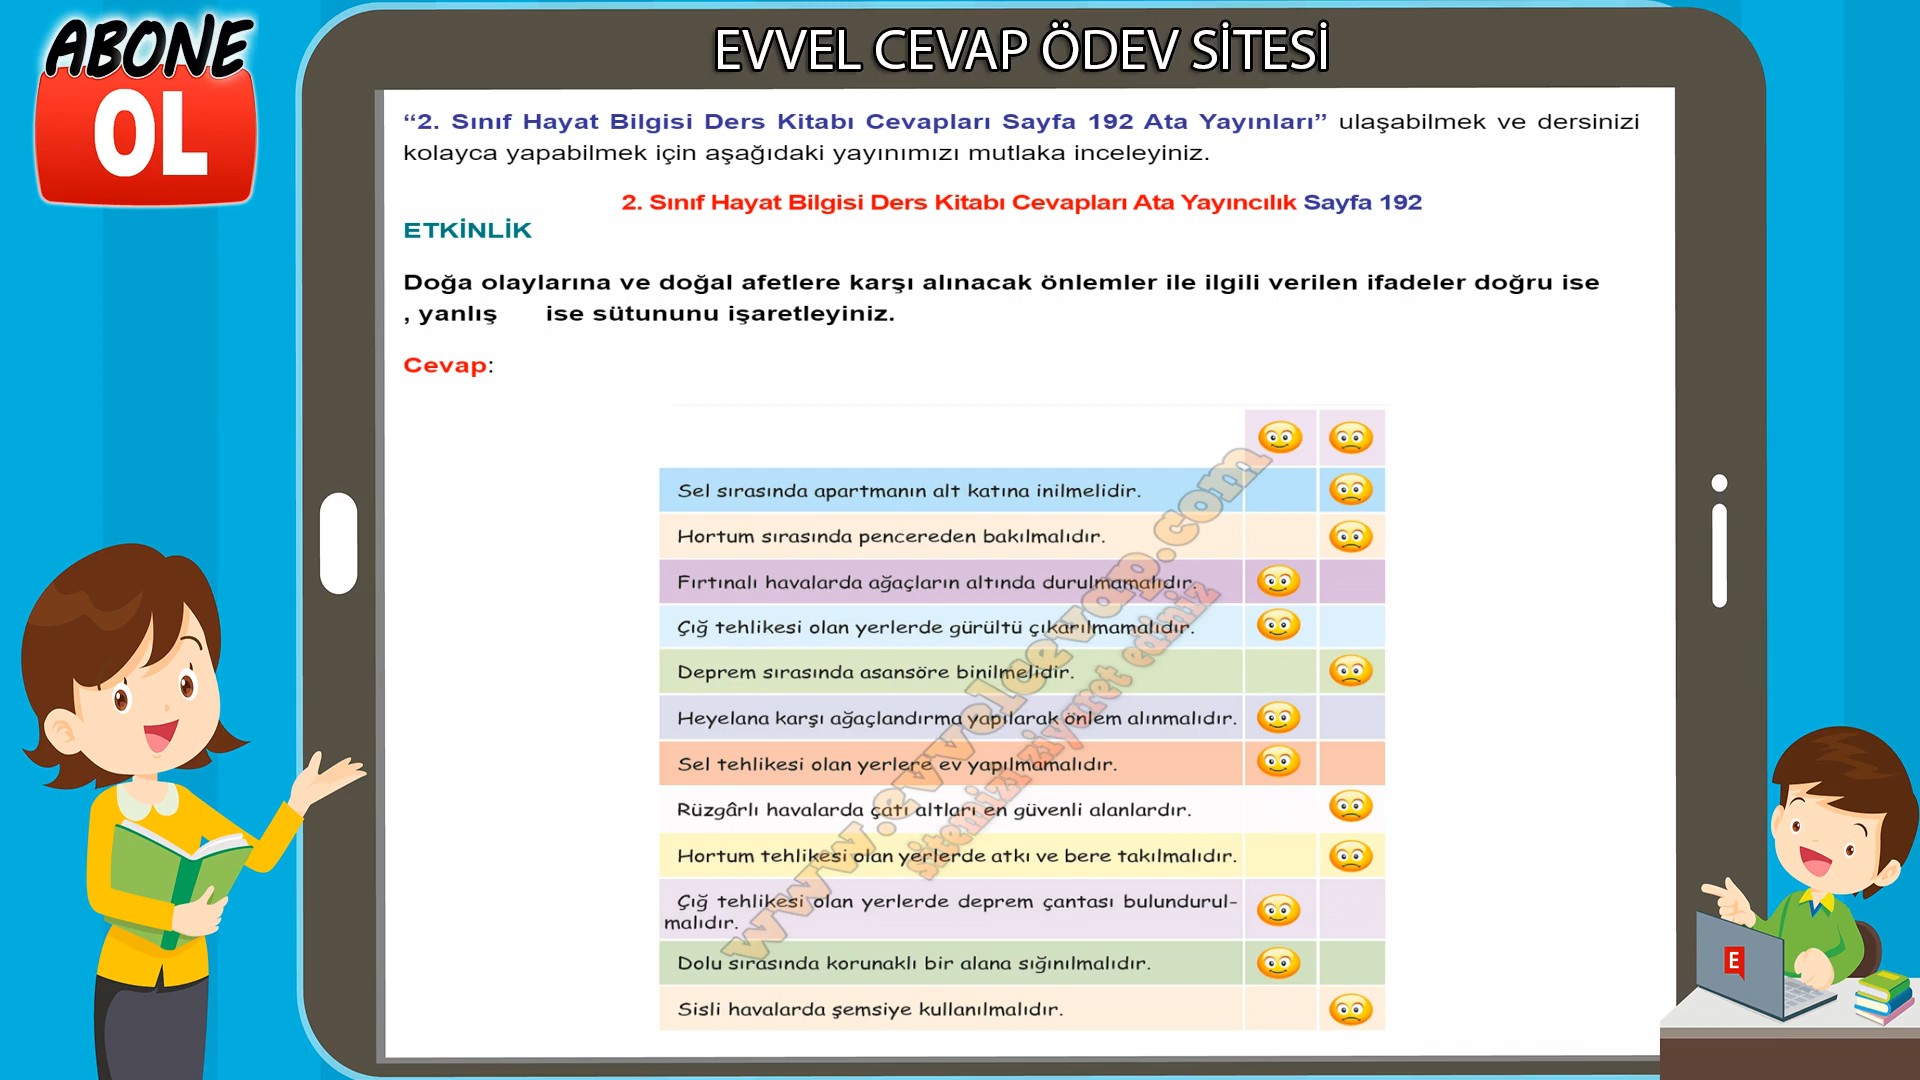 ABONE
OL
EVVEL CEVAP ÖDEV SİTESİ
“2. Sınıf Hayat Bilgisi Ders Kitabı Cevapları Sayfa 192 Ata Yayınları” ulaşabilmek ve dersinizi
kolayca yapabilmek için aşağıdaki yayınımızı mutlaka inceleyiniz.
2. Sınıf Hayat Bilgisi Ders Kitabı Cevapları Ata Yayıncılık Sayfa 192
ETKİNLİK
Doğa olaylarına ve doğal afetlere karşı alınacak önlemler ile ilgili verilen ifadeler doğru ise
, yanlış ise sütununu işaretleyiniz.
Cevap:
Sel sırasında apartmanın alt katına inilmelidir.
Hortum sırasında pencereden bakılmalıdır.
Fırtınalı havalarda ağaçların altında durulmamalıdır.
Çığ tehlikesi olan yerlerde gürültü çıkarılmamalıdır.
Deprem sırasında asansöre binilmelidir.
Heyelana karşı ağaçlandırma yapılarak önlem alınmalıdır.
Sel tehlikesi olan yerlere ev yapılmamalıdır.
Rüzgârlı havalarda çatı altları en güvenli alanlardır.
Hortum tehlikesi olan yerlerde atkı ve bere takılmalıdır.
Çığ tehlikesi olan yerlerde deprem çantası bulundurul-
malıdır.
Dolu sırasında korunaklı bir alana sığınılmalıdır.
Sisli havalarda şemsiye kullanılmalıdır.
www.evvelcevap.com
sitemizi ziyaret ediniz
E